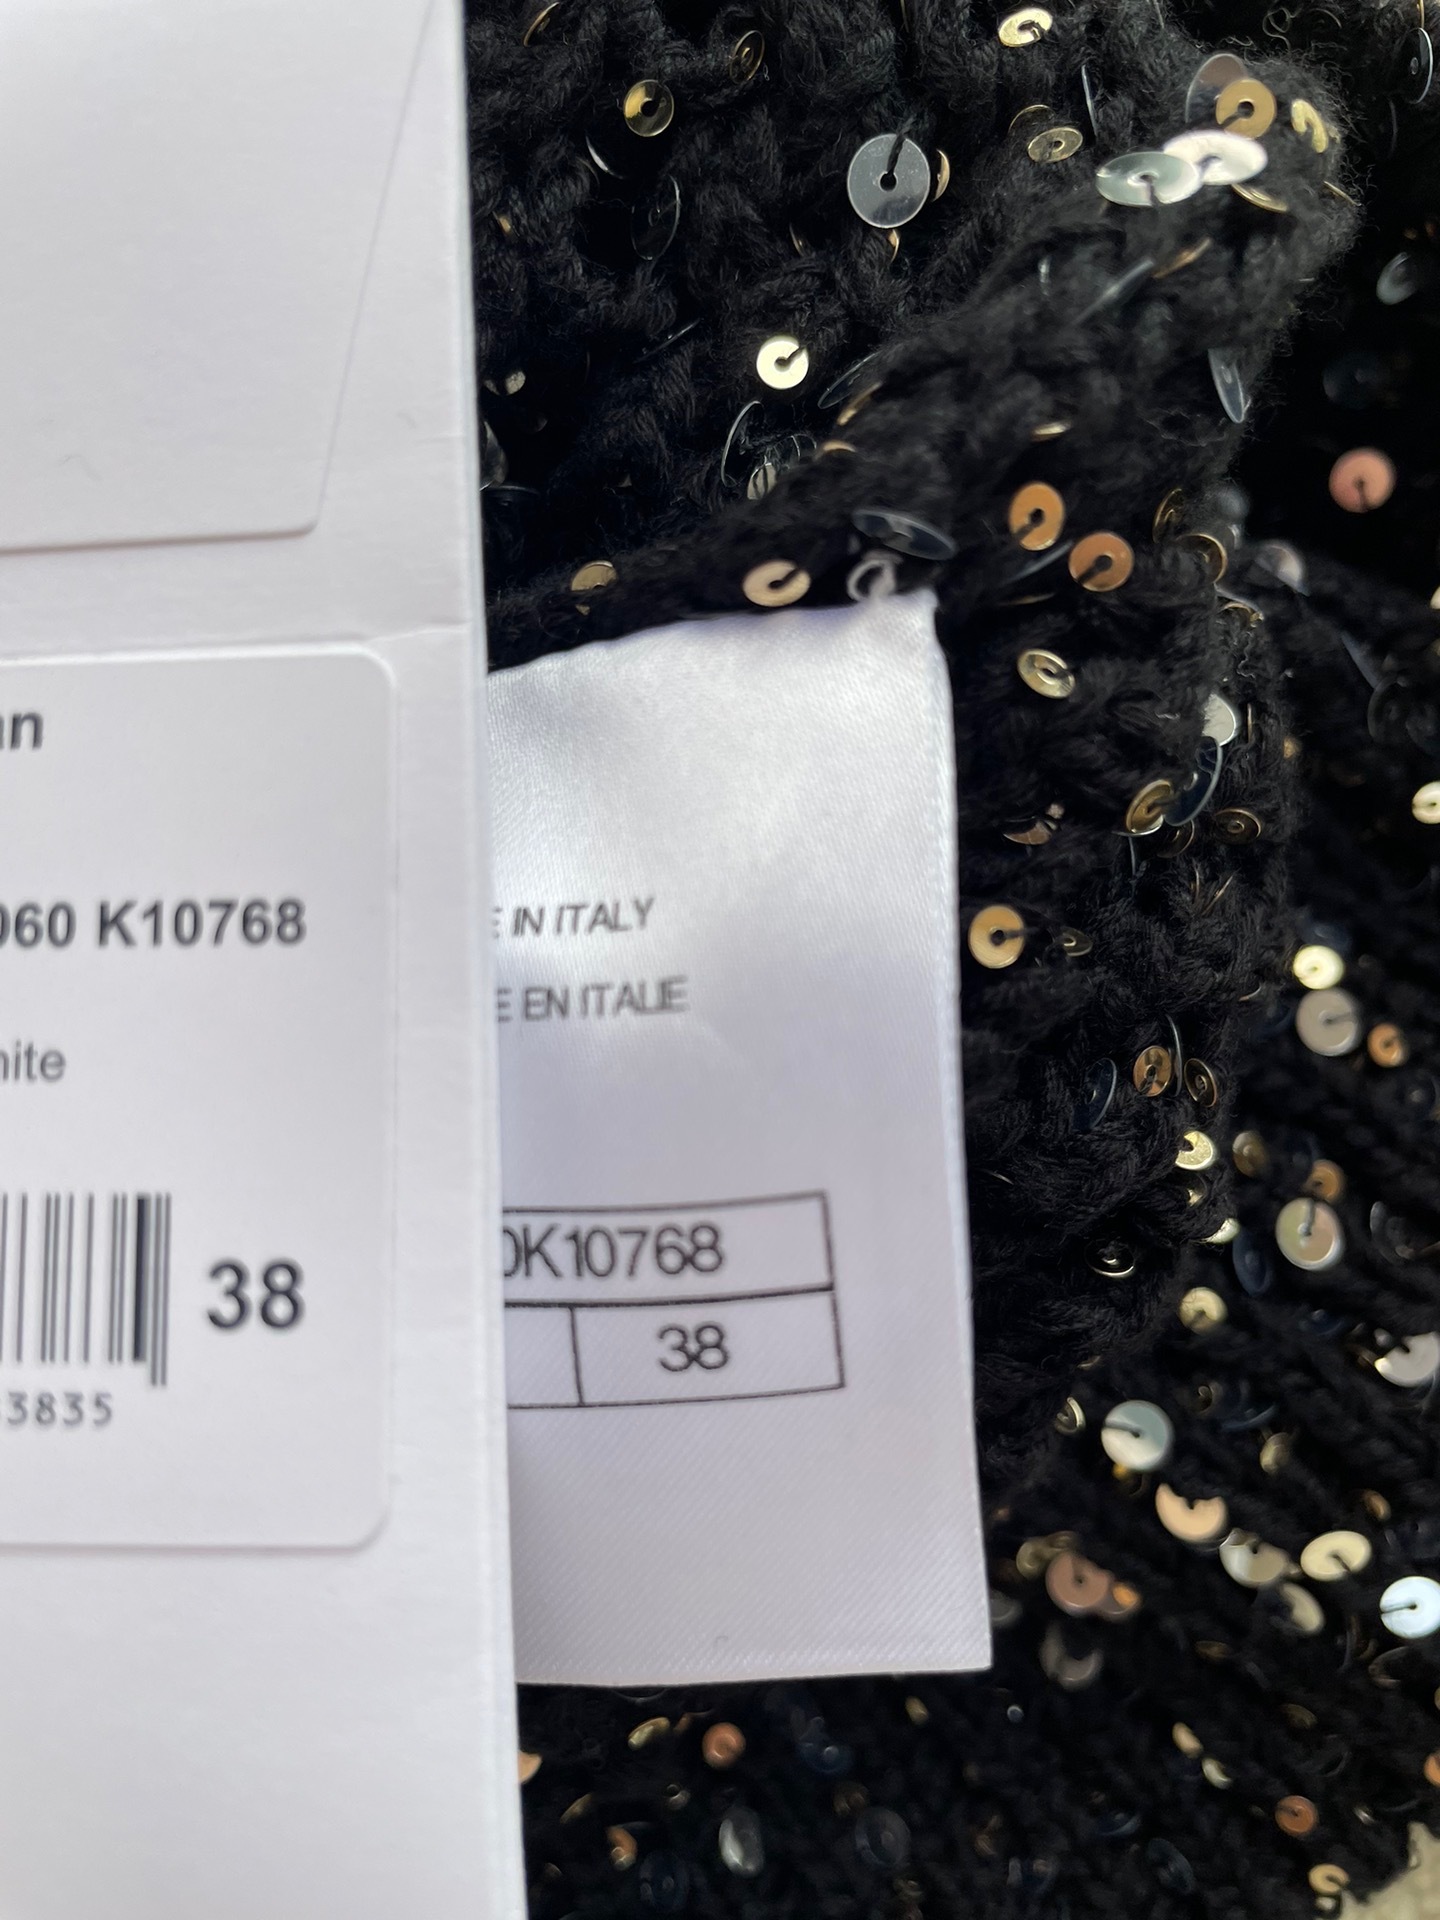 an
060 K10768
hite
38
3835
E IN ITALY
E EN ITALIE
0K10768
38